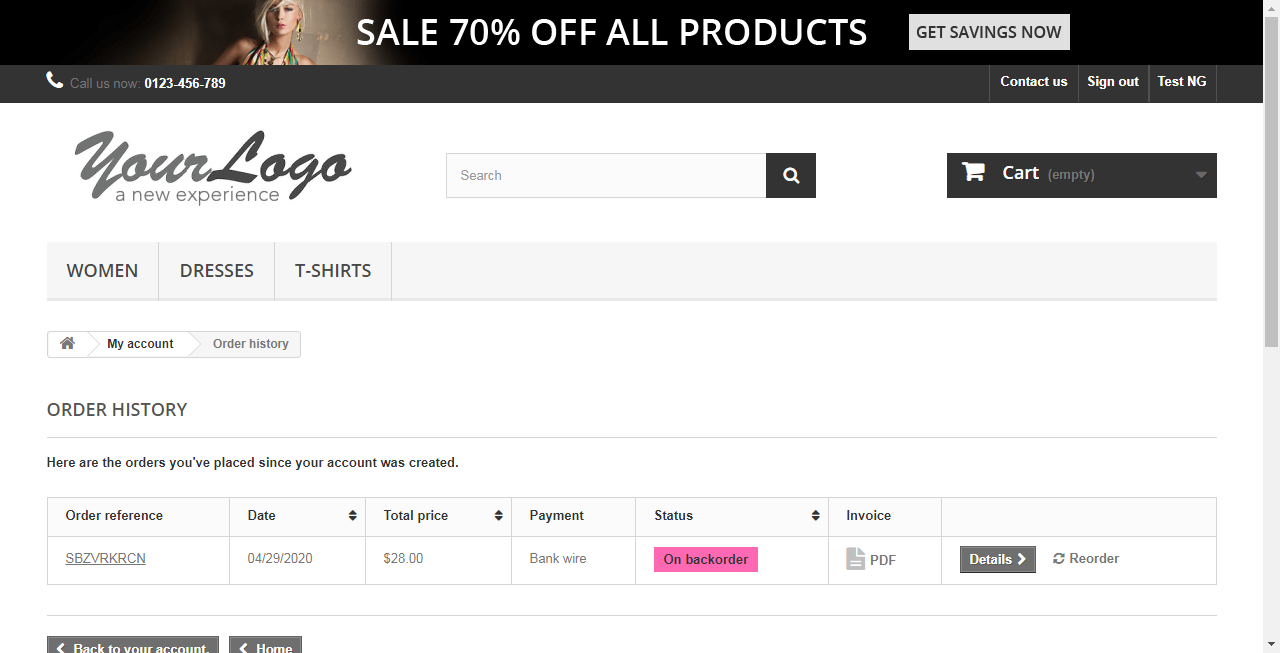 SALE 70% OFF ALL PRODUCTS GET SAVINGS NOW
Call us now: 0123-456-789 Contact us Sign out Test NG
YourLogo
a new experience
Search
Cart (empty)
WOMEN DRESSES T-SHIRTS
My account Order history
ORDER HISTORY
Here are the orders you've placed since your account was created.
Order reference Date Total price Payment Status Invoice
SBZVRKRCN 04/29/2020 $28.00 Bank wire On backorder PDF Details Reorder
Back to your account. Home